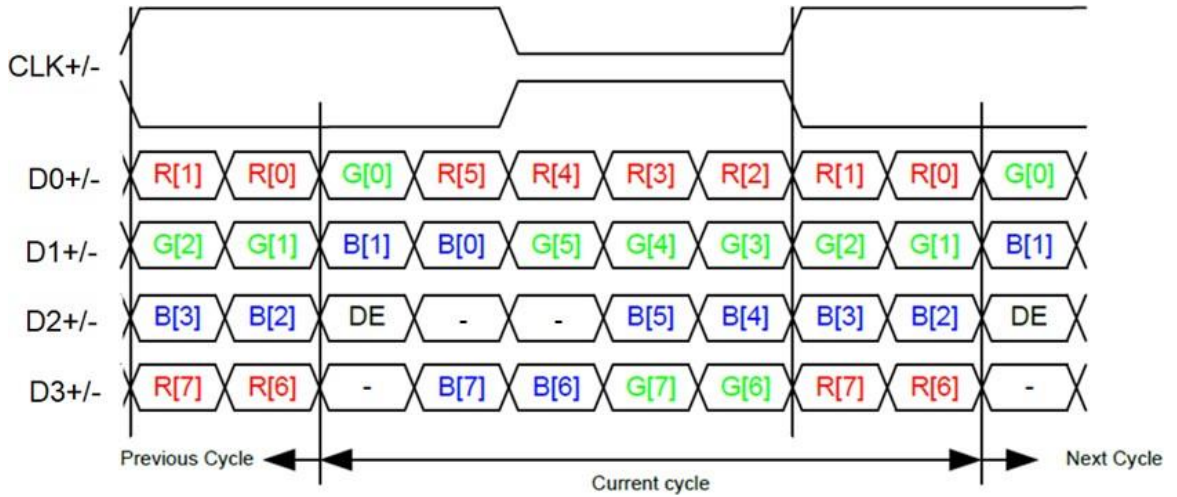 CLK+/-
D0+/- R[1] R[0] G[0] R[5] R[4] R[3] R[2] R[1] R[0] G[0]
D1+/- G[2] G[1] B[1] B[0] G[5] G[4] G[3] G[2] G[1] B[1]
D2+/- B[3] B[2] DE - - B[5] B[4] B[3] B[2] DE
D3+/- R[7] R[6] - B[7] B[6] G[7] G[6] R[7] R[6] -
Previous Cycle Current cycle Next Cycle